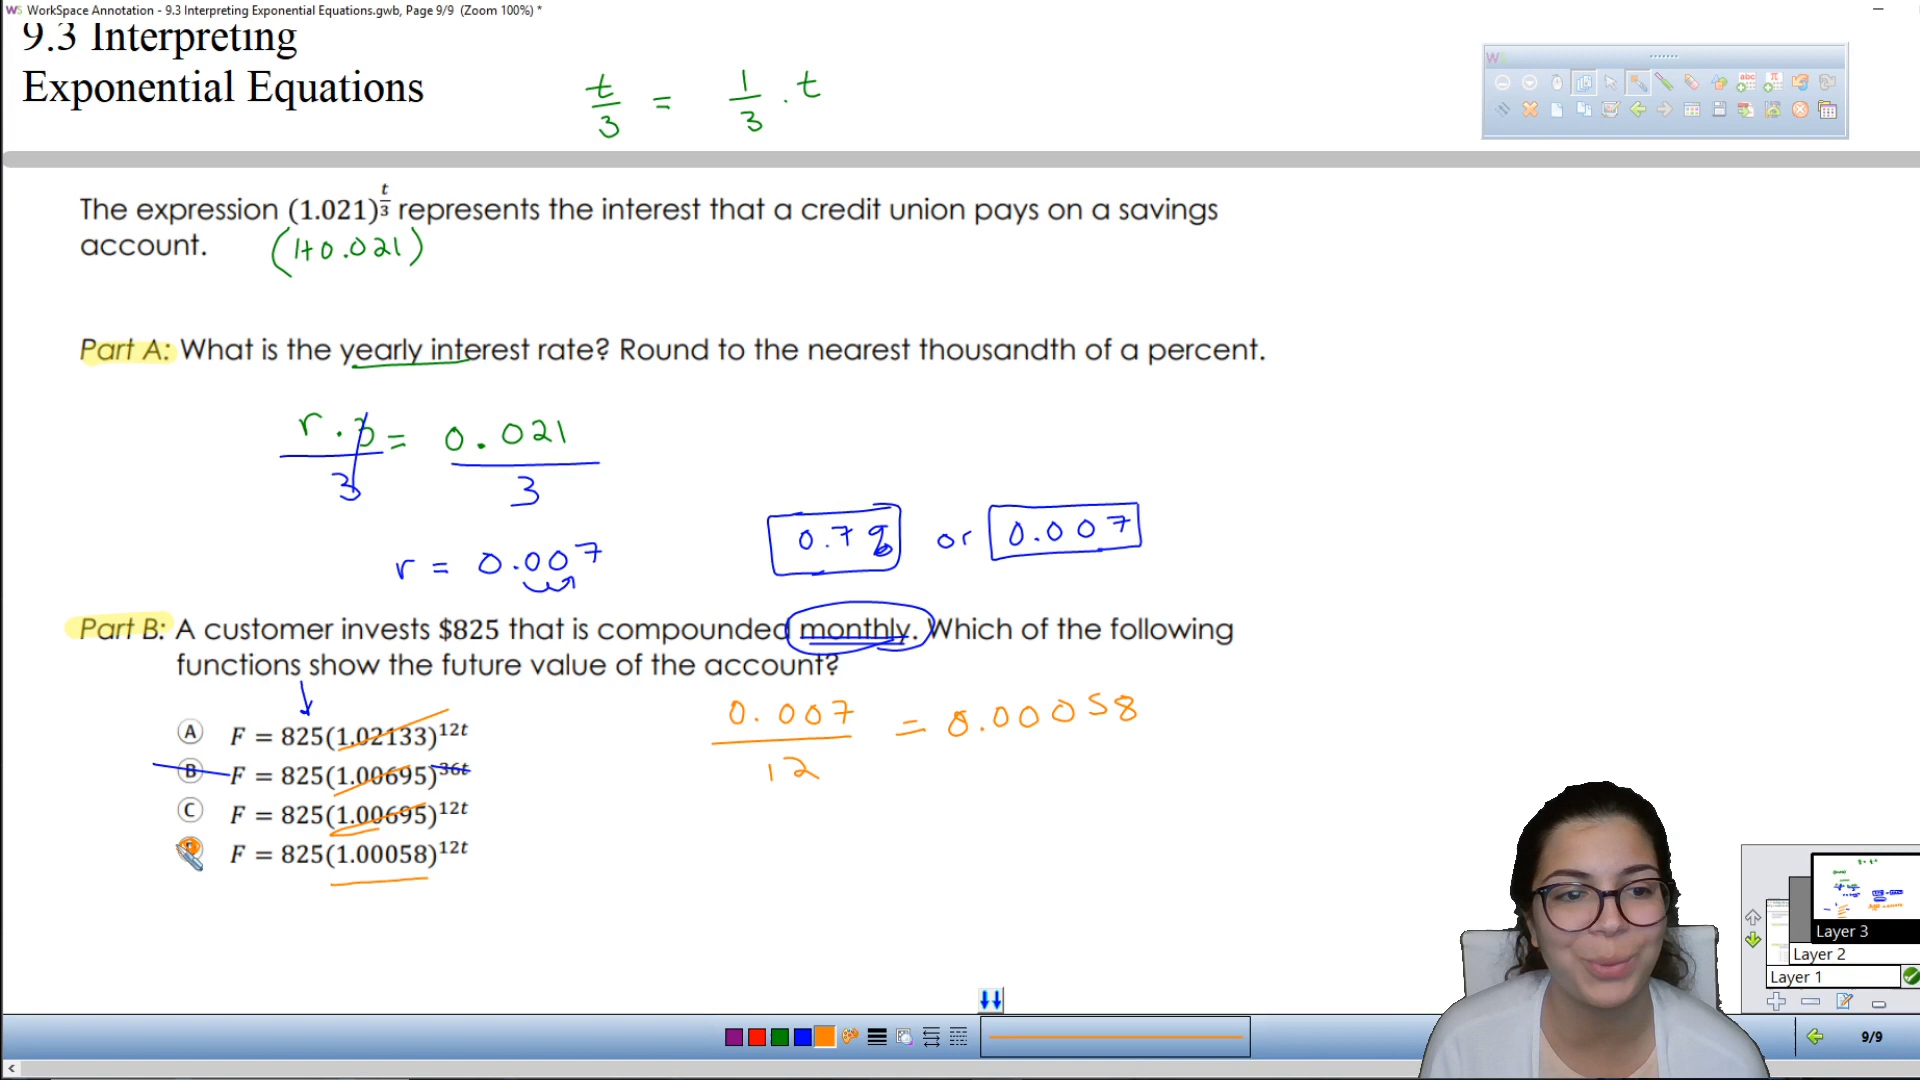 WorkSpace Annotation - 9.3 Interpreting Exponential Equations.gwb, Page 9/9 (Zoom 100%) *
9.3 Interpreting
Exponential Equations
t/3 = 1/3 · t
The expression (1.021)^(t/3) represents the interest that a credit union pays on a savings
account. (1+0.021)
Part A: What is the yearly interest rate? Round to the nearest thousandth of a percent.
r · 3 = 0.021
3 3
r = 0.007
0.7% or 0.007
Part B: A customer invests $825 that is compounded monthly. Which of the following
functions show the future value of the account?
A F = 825(1.02133)^12t
B F = 825(1.00695)^36t
C F = 825(1.00695)^12t
F = 825(1.00058)^12t
0.007/12 = 0.00058
Layer 3
Layer 2
Layer 1
9/9